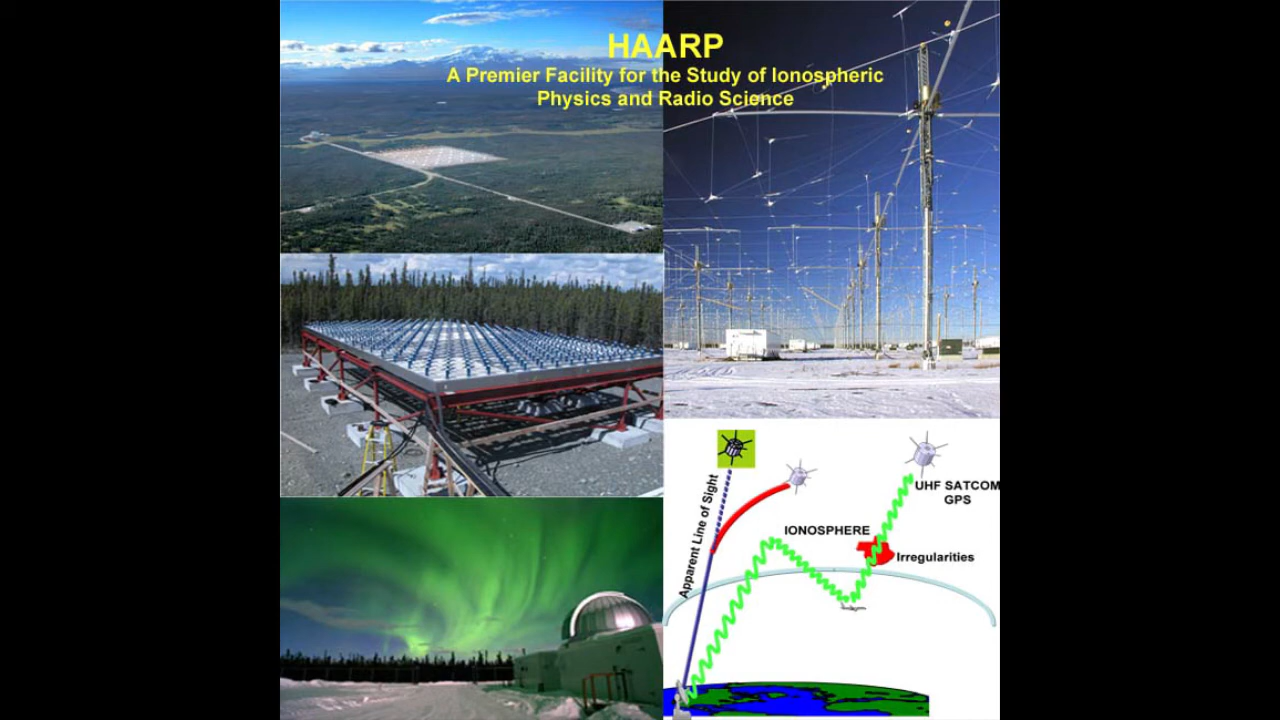 HAARP
A Premier Facility for the Study of Ionospheric
Physics and Radio Science
Apparent Line of Sight
UHF SATCOM
GPS
IONOSPHERE
Irregularities